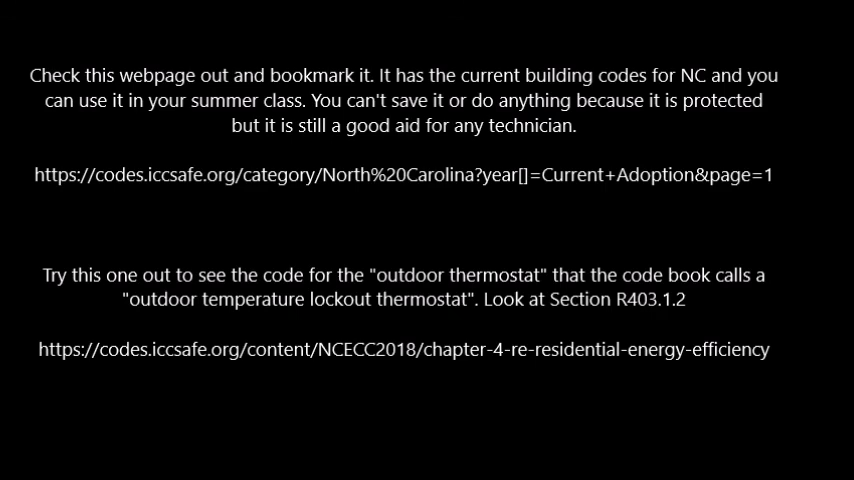 Check this webpage out and bookmark it. It has the current building codes for NC and you
can use it in your summer class. You can't save it or do anything because it is protected
but it is still a good aid for any technician.
https://codes.iccsafe.org/category/North%20Carolina?year[]=Current+Adoption&page=1
Try this one out to see the code for the "outdoor thermostat" that the code book calls a
"outdoor temperature lockout thermostat". Look at Section R403.1.2
https://codes.iccsafe.org/content/NCECC2018/chapter-4-re-residential-energy-efficiency